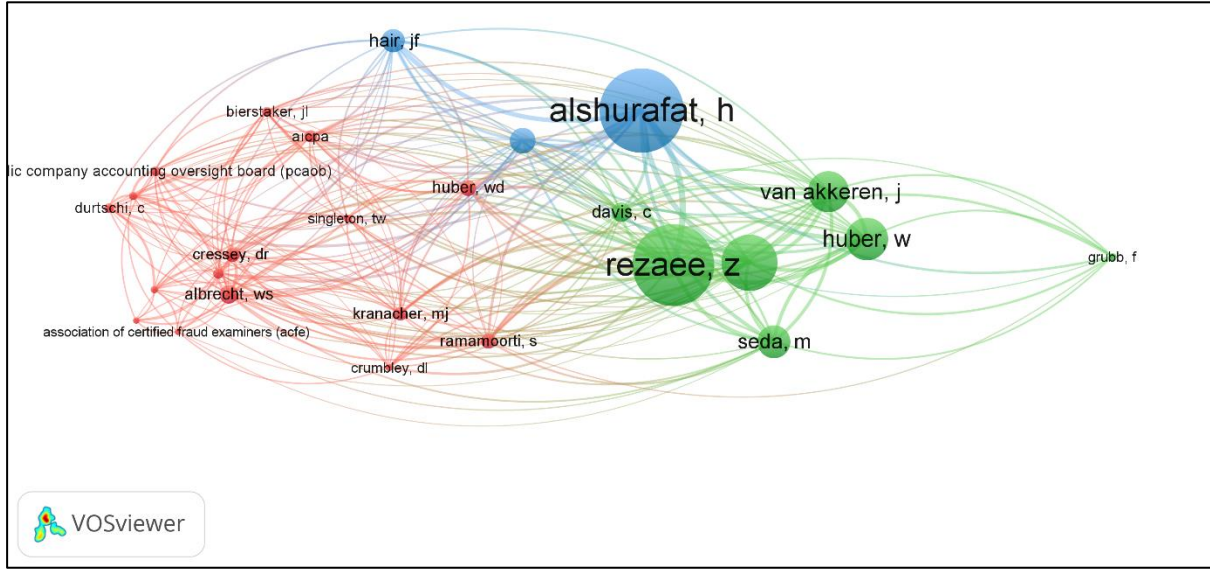 hair, jf
alshurafat, h
bierstaker, jl
aicpa
lic company accounting oversight board (pcaob)
huber, wd
van akkeren, j
durtschi, c
singleton, tw
davis, c
huber, w
cressey, dr
rezaee, z
grubb, f
albrecht, ws
kranacher, mj
association of certified fraud examiners (acfe)
ramamoorti, s
seda, m
crumbley, dl
VOSviewer